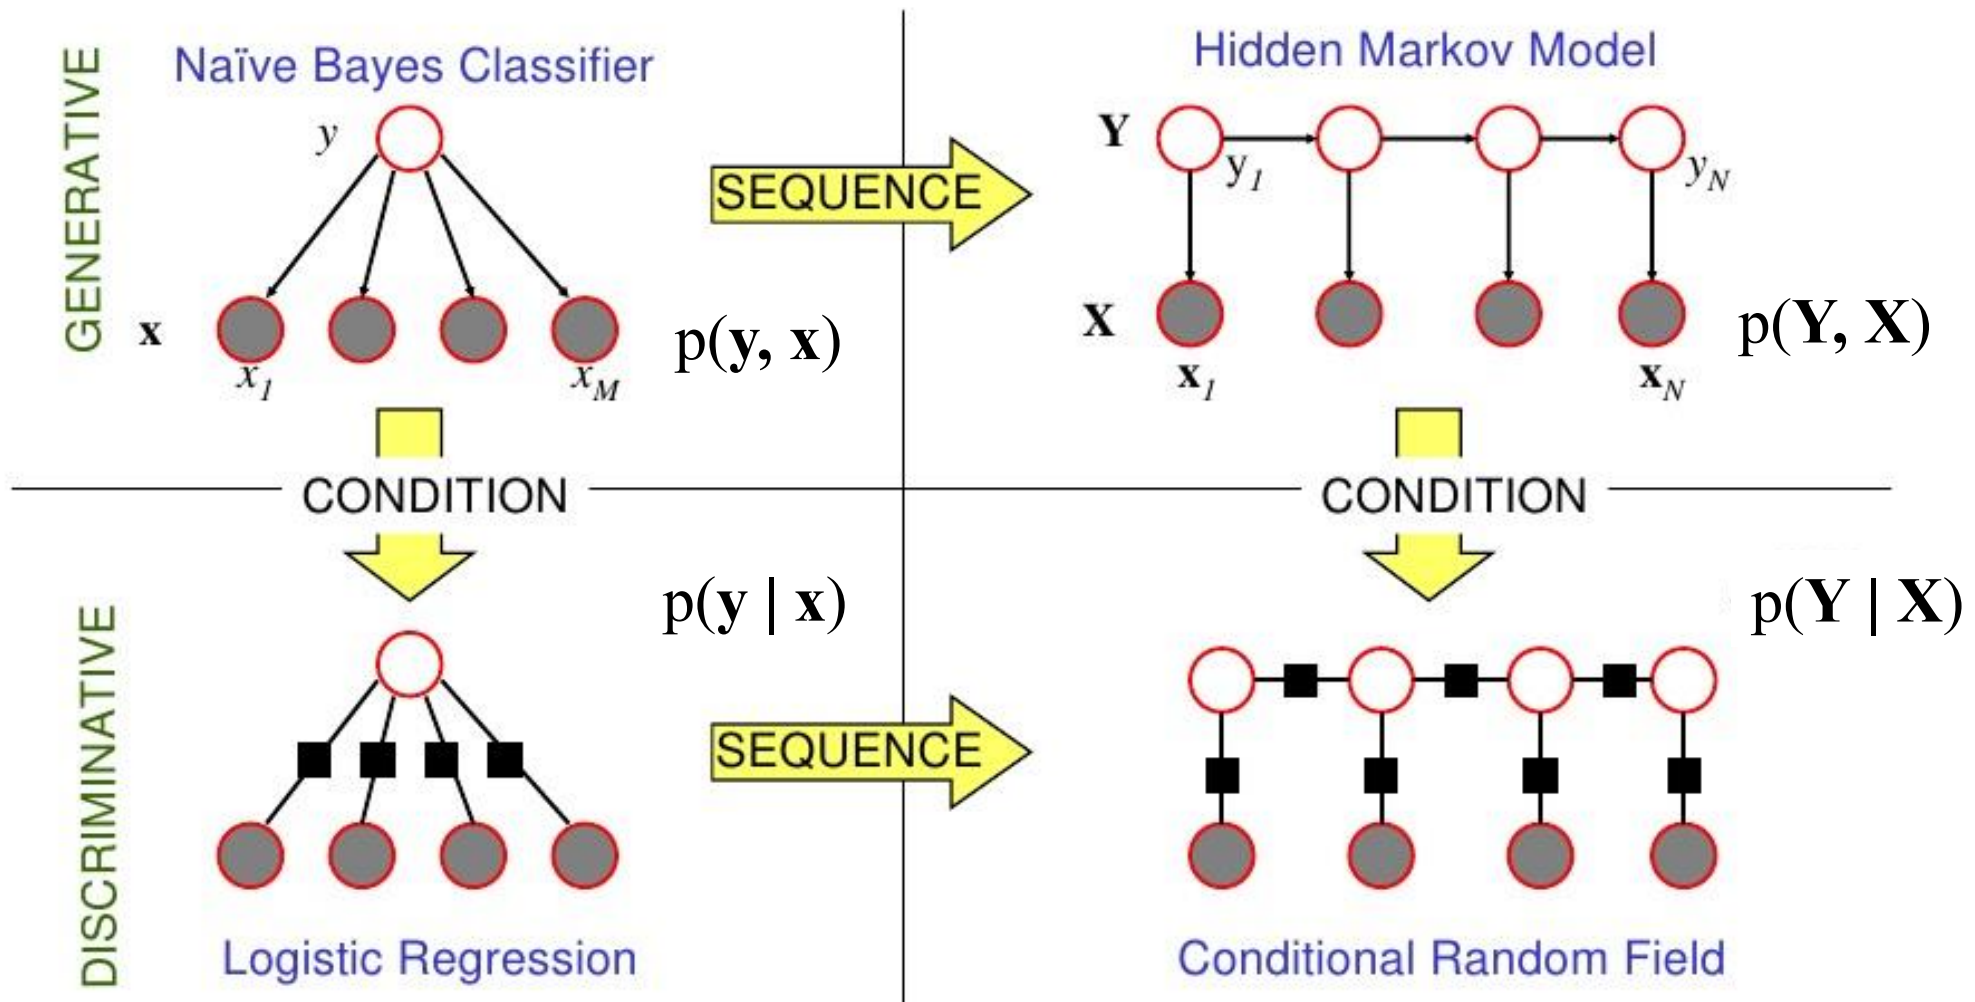 GENERATIVE
Naïve Bayes Classifier
y
x
x1
xM
p(y, x)
SEQUENCE
Hidden Markov Model
Y
y1
yN
X
x1
xN
p(Y, X)
CONDITION
CONDITION
DISCRIMINATIVE
p(y | x)
SEQUENCE
p(Y | X)
Logistic Regression
Conditional Random Field